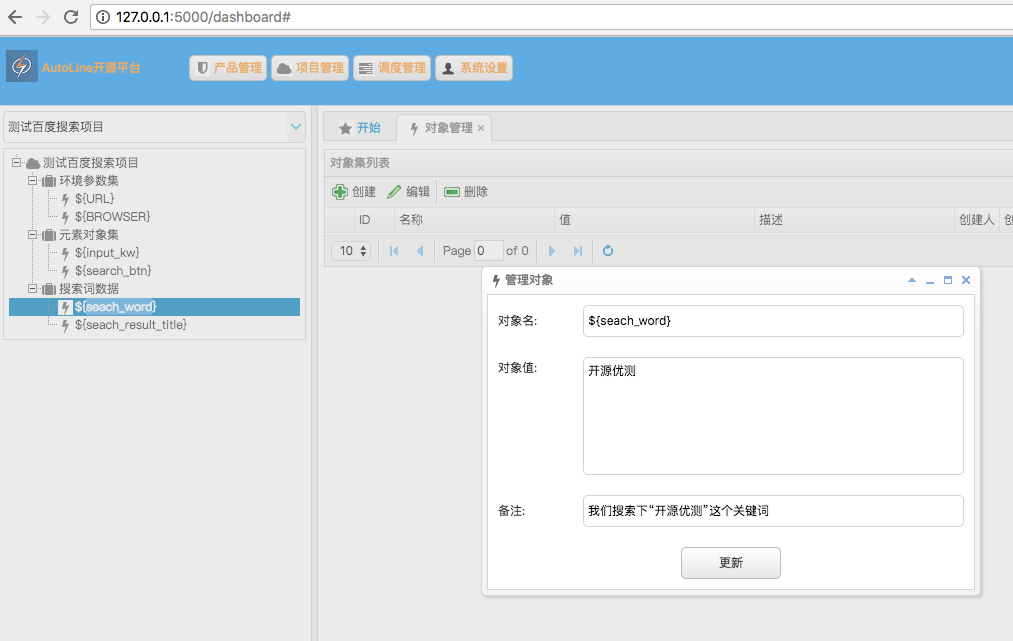 127.0.0.1:5000/dashboard#
AutoLine开源平台 产品管理 项目管理 调度管理 系统设置
测试百度搜索项目
测试百度搜索项目
环境参数集
${URL}
${BROWSER}
元素对象集
${input_kw}
${search_btn}
搜索词数据
${seach_word}
${seach_result_title}
开始 对象管理 ×
对象集列表
创建 编辑 删除
ID 名称 值 描述 创建人 创
10 Page 0 of 0
管理对象
对象名: ${seach_word}
对象值: 开源优测
备注: 我们搜索下“开源优测”这个关键词
更新